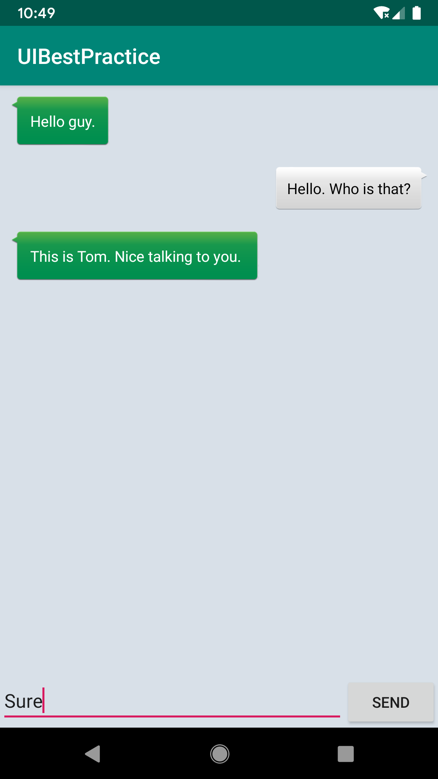 10:49
UIBestPractice
Hello guy.
Hello. Who is that?
This is Tom. Nice talking to you.
Sure
SEND